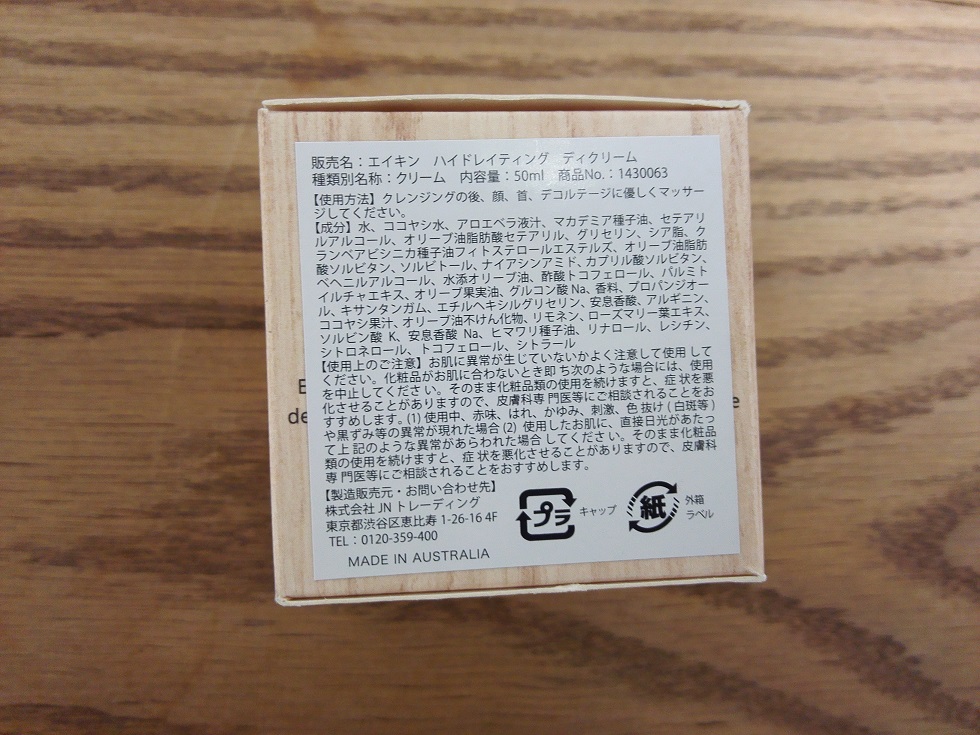 販売名：エイキン　ハイドレイティング　ディクリーム
種類別名称：クリーム　内容量：50ml　商品No.：1430063
【使用方法】クレンジングの後、顔、首、デコルテージに優しくマッサー
ジしてください。
【成分】水、ココヤシ水、アロエベラ液汁、マカデミア種子油、セテアリ
ルアルコール、オリーブ油脂肪酸セテアリル、グリセリン、シア脂、ク
ランベアビシニカ種子油フィトステロールエステルズ、オリーブ油脂肪
酸ソルビタン、ソルビトール、ナイアシンアミド、カプリル酸ソルビタン、
ベヘニルアルコール、水添オリーブ油、酢酸トコフェロール、パルミト
イルチャエキス、オリーブ果実油、グルコン酸Na、香料、プロパンジオー
ル、キサンタンガム、エチルヘキシルグリセリン、安息香酸、アルギニン、
ココヤシ果汁、オリーブ油不けん化物、リモネン、ローズマリー葉エキス、
ソルビン酸 K、安息香酸 Na、ヒマワリ種子油、リナロール、レシチン、
シトロネロール、トコフェロール、シトラール
【使用上のご注意】お肌に異常が生じていないかよく注意して使用 して
ください。化粧品がお肌に合わないとき即 ち次のような場合には、使用
を中止してくださ い。そのまま化粧品類の使用を続けますと、症 状を悪
化させることがありますので、皮膚科専 門医等にご相談されることをお
すすめします。(1) 使用中、赤味、はれ、かゆみ、刺激、色 抜け ( 白斑等 )
や黒ずみ等の異常が現れた場合 (2) 使用したお肌に、直接日光があたっ
て上 記のような異常があらわれた場合 してください。そのまま化粧品
類の使用を続けますと、症 状を悪化させることがありますので、皮膚科
専 門医等にご相談されることをおすすめします。
【製造販売元・お問い合わせ先】
株式会社 JN トレーディング
東京都渋谷区恵比寿 1-26-16 4F
TEL：0120-359-400
MADE IN AUSTRALIA
プラ キャップ
紙 外箱
ラベル
E
de
e